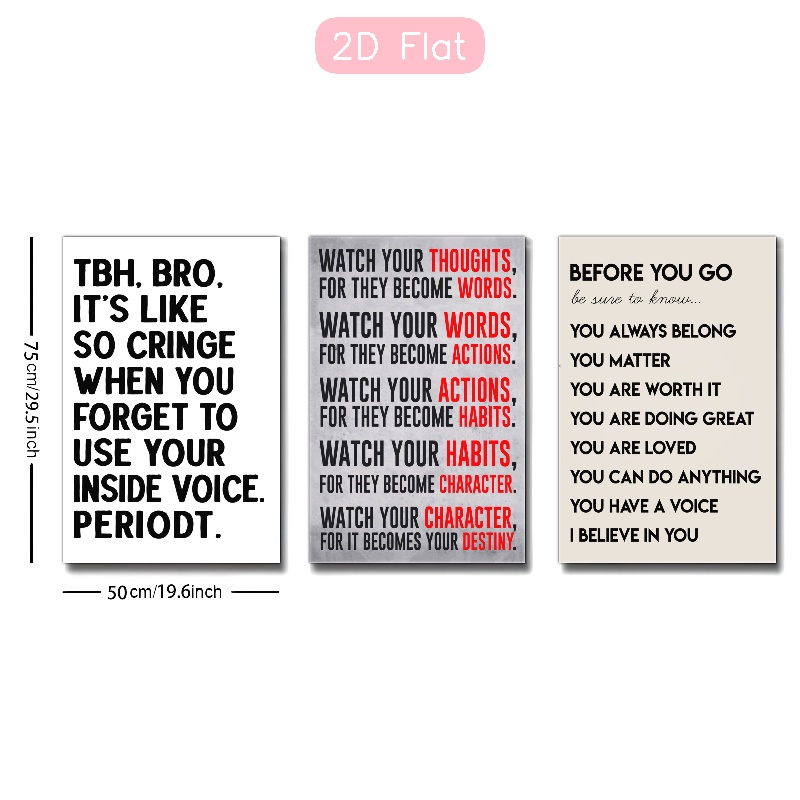 2D Flat
75cm/29.5inch
TBH, BRO,
IT'S LIKE
SO CRINGE
WHEN YOU
FORGET TO
USE YOUR
INSIDE VOICE.
PERIODT.
50cm/19.6inch
WATCH YOUR THOUGHTS,
FOR THEY BECOME WORDS.
WATCH YOUR WORDS,
FOR THEY BECOME ACTIONS.
WATCH YOUR ACTIONS,
FOR THEY BECOME HABITS.
WATCH YOUR HABITS,
FOR THEY BECOME CHARACTER.
WATCH YOUR CHARACTER,
FOR IT BECOMES YOUR DESTINY.
BEFORE YOU GO
be sure to know...
YOU ALWAYS BELONG
YOU MATTER
YOU ARE WORTH IT
YOU ARE DOING GREAT
YOU ARE LOVED
YOU CAN DO ANYTHING
YOU HAVE A VOICE
I BELIEVE IN YOU